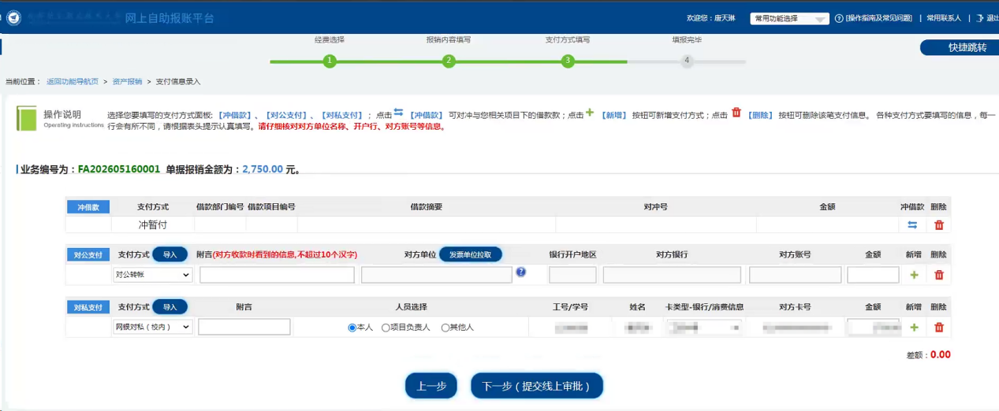 网上自助报账平台
欢迎您：唐天琳 常用功能选择 [操作指南及常见问题] | 常用联系人 | 退出
经费选择 报销内容填写 支付方式填写 填报完毕
1 2 3 4
快捷跳转
当前位置： 返回功能导航页 > 资产报销 > 支付信息录入
操作说明
Operating instructions
选择您要填写的支付方式面板:【冲借款】、【对公支付】、【对私支付】；点击 【冲借款】 可对冲与您相关项目下的借款款；点击 【新增】 按钮可新增支付方式；点击 【删除】 按钮可删除该笔支付信息。 各种支付方式要填写的信息，每一
行会有所不同，请根据表头提示认真填写。请仔细核对对方单位名称、开户行、对方账号等信息。
业务编号为：FA202605160001 单据报销金额为：2,750.00 元。
冲借款 支付方式 借款部门编号 借款项目编号 借款摘要 对冲号 金额 冲借款 删除
冲暂付
对公支付 支付方式 导入 附言(对方收款时看到的信息,不超过10个汉字) 对方单位 发票单位拉取 银行开户地区 对方银行 对方账号 金额 新增 删除
对公转帐
对私支付 支付方式 导入 附言 人员选择 工号/学号 姓名 卡类型-银行/消费信息 对方卡号 金额 新增 删除
网银对私（校内） 本人 项目负责人 其他人
差额：0.00
上一步 下一步（提交线上审批）